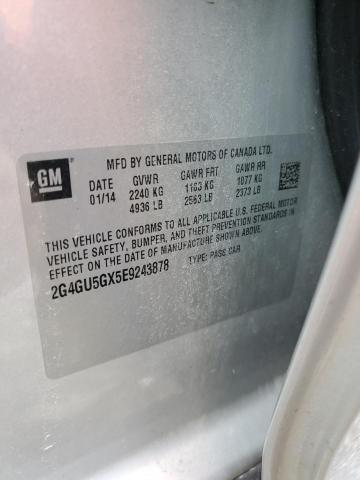 GM
MFD BY GENERAL MOTORS OF CANADA LTD.
DATE GVWR GAWR FRT GAWR RR
01/14 2240 KG 1163 KG 1077 KG
4936 LB 2563 LB 2373 LB
THIS VEHICLE CONFORMS TO ALL APPLICABLE U.S. FEDERAL MOTOR
VEHICLE SAFETY, BUMPER, AND THEFT PREVENTION STANDARDS IN
EFFECT ON THE DATE OF MANUFACTURE SHOWN ABOVE.
2G4GU5GX5E9243878 TYPE: PASS CAR